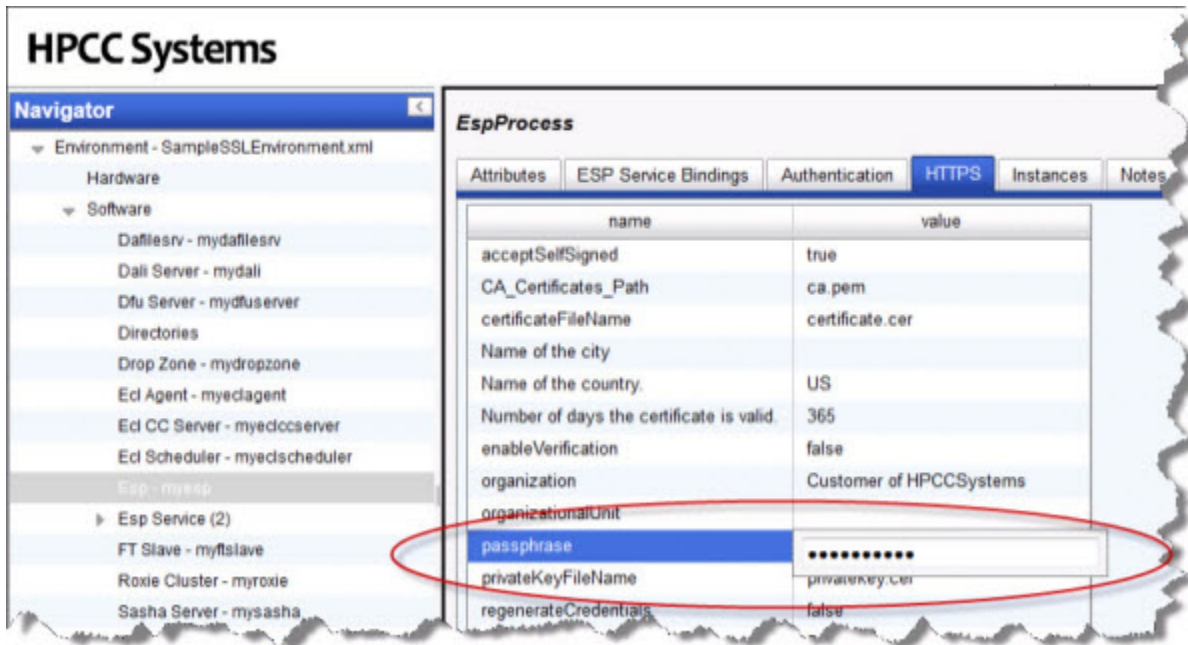 HPCC Systems
Navigator
Environment - SampleSSLEnvironment.xml
Hardware
Software
Dafilesrv - mydafilesrv
Dali Server - mydali
Dfu Server - mydfuserver
Directories
Drop Zone - mydropzone
Ecl Agent - myeclagent
Ecl CC Server - myeclccserver
Ecl Scheduler - myeclscheduler
Esp - myesp
Esp Service (2)
FT Slave - myftslave
Roxie Cluster - myroxie
Sasha Server - mysasha
EspProcess
Attributes ESP Service Bindings Authentication HTTPS Instances Notes
name value
acceptSelfSigned true
CA_Certificates_Path ca.pem
certificateFileName certificate.cer
Name of the city
Name of the country. US
Number of days the certificate is valid. 365
enableVerification false
organization Customer of HPCCSystems
organizationalUnit
passphrase ••••••••••
privateKeyFileName privatekey.cer
regenerateCredentials false